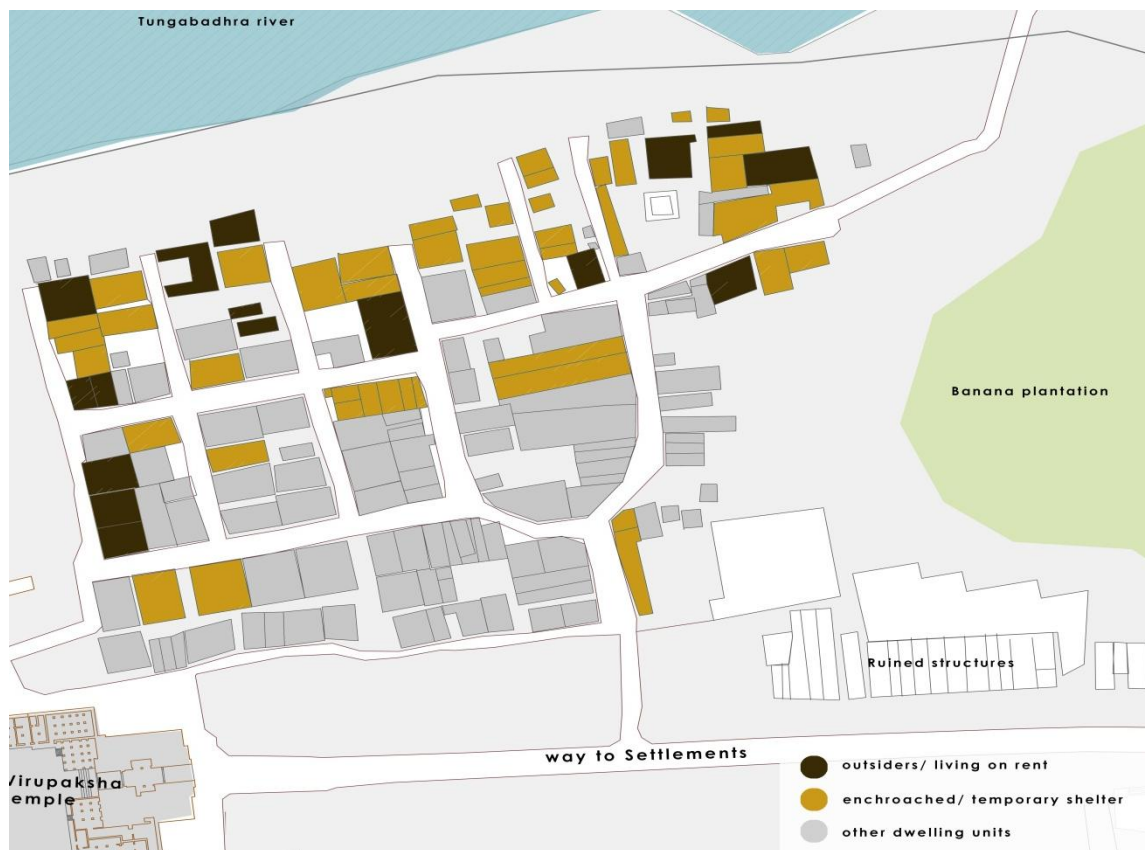 Tungabadhra river
Banana plantation
Ruined structures
way to Settlements
Virupaksha
emple
outsiders/ living on rent
enchroached/ temporary shelter
other dwelling units